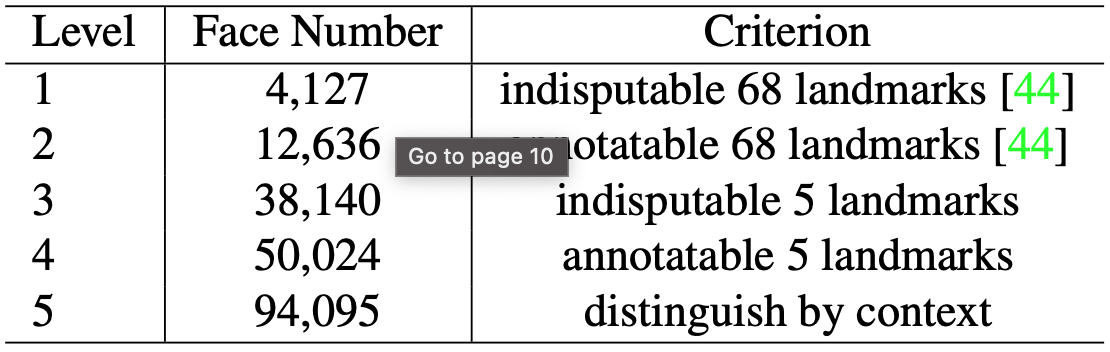 Level Face Number Criterion
1 4,127 indisputable 68 landmarks [44]
2 12,636 notatable 68 landmarks [44]
Go to page 10
3 38,140 indisputable 5 landmarks
4 50,024 annotatable 5 landmarks
5 94,095 distinguish by context